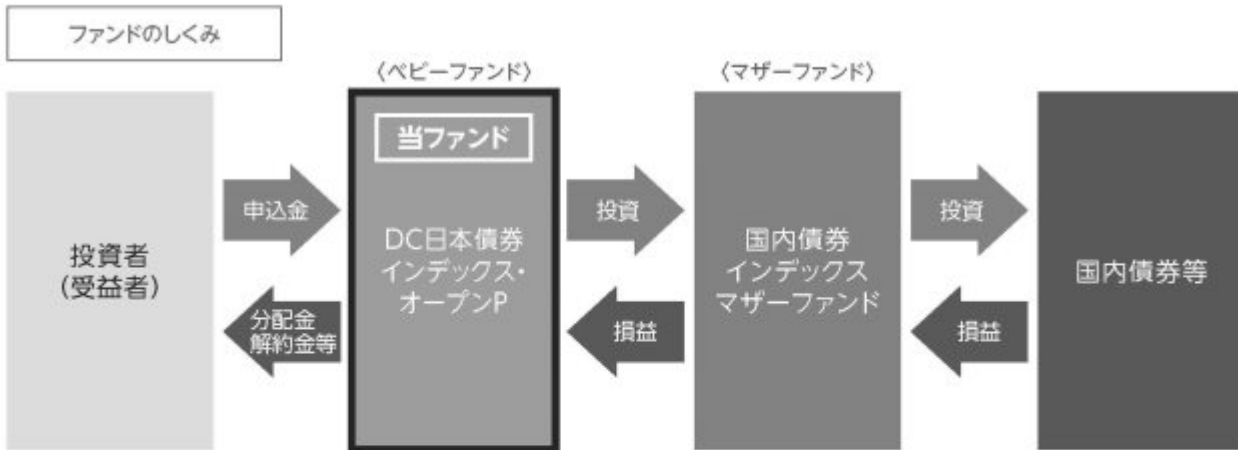 ファンドのしくみ
〈ベビーファンド〉
〈マザーファンド〉
投資者
(受益者)
申込金
分配金
解約金等
当ファンド
DC日本債券
インデックス・
オープンP
投資
損益
国内債券
インデックス
マザーファンド
投資
損益
国内債券等